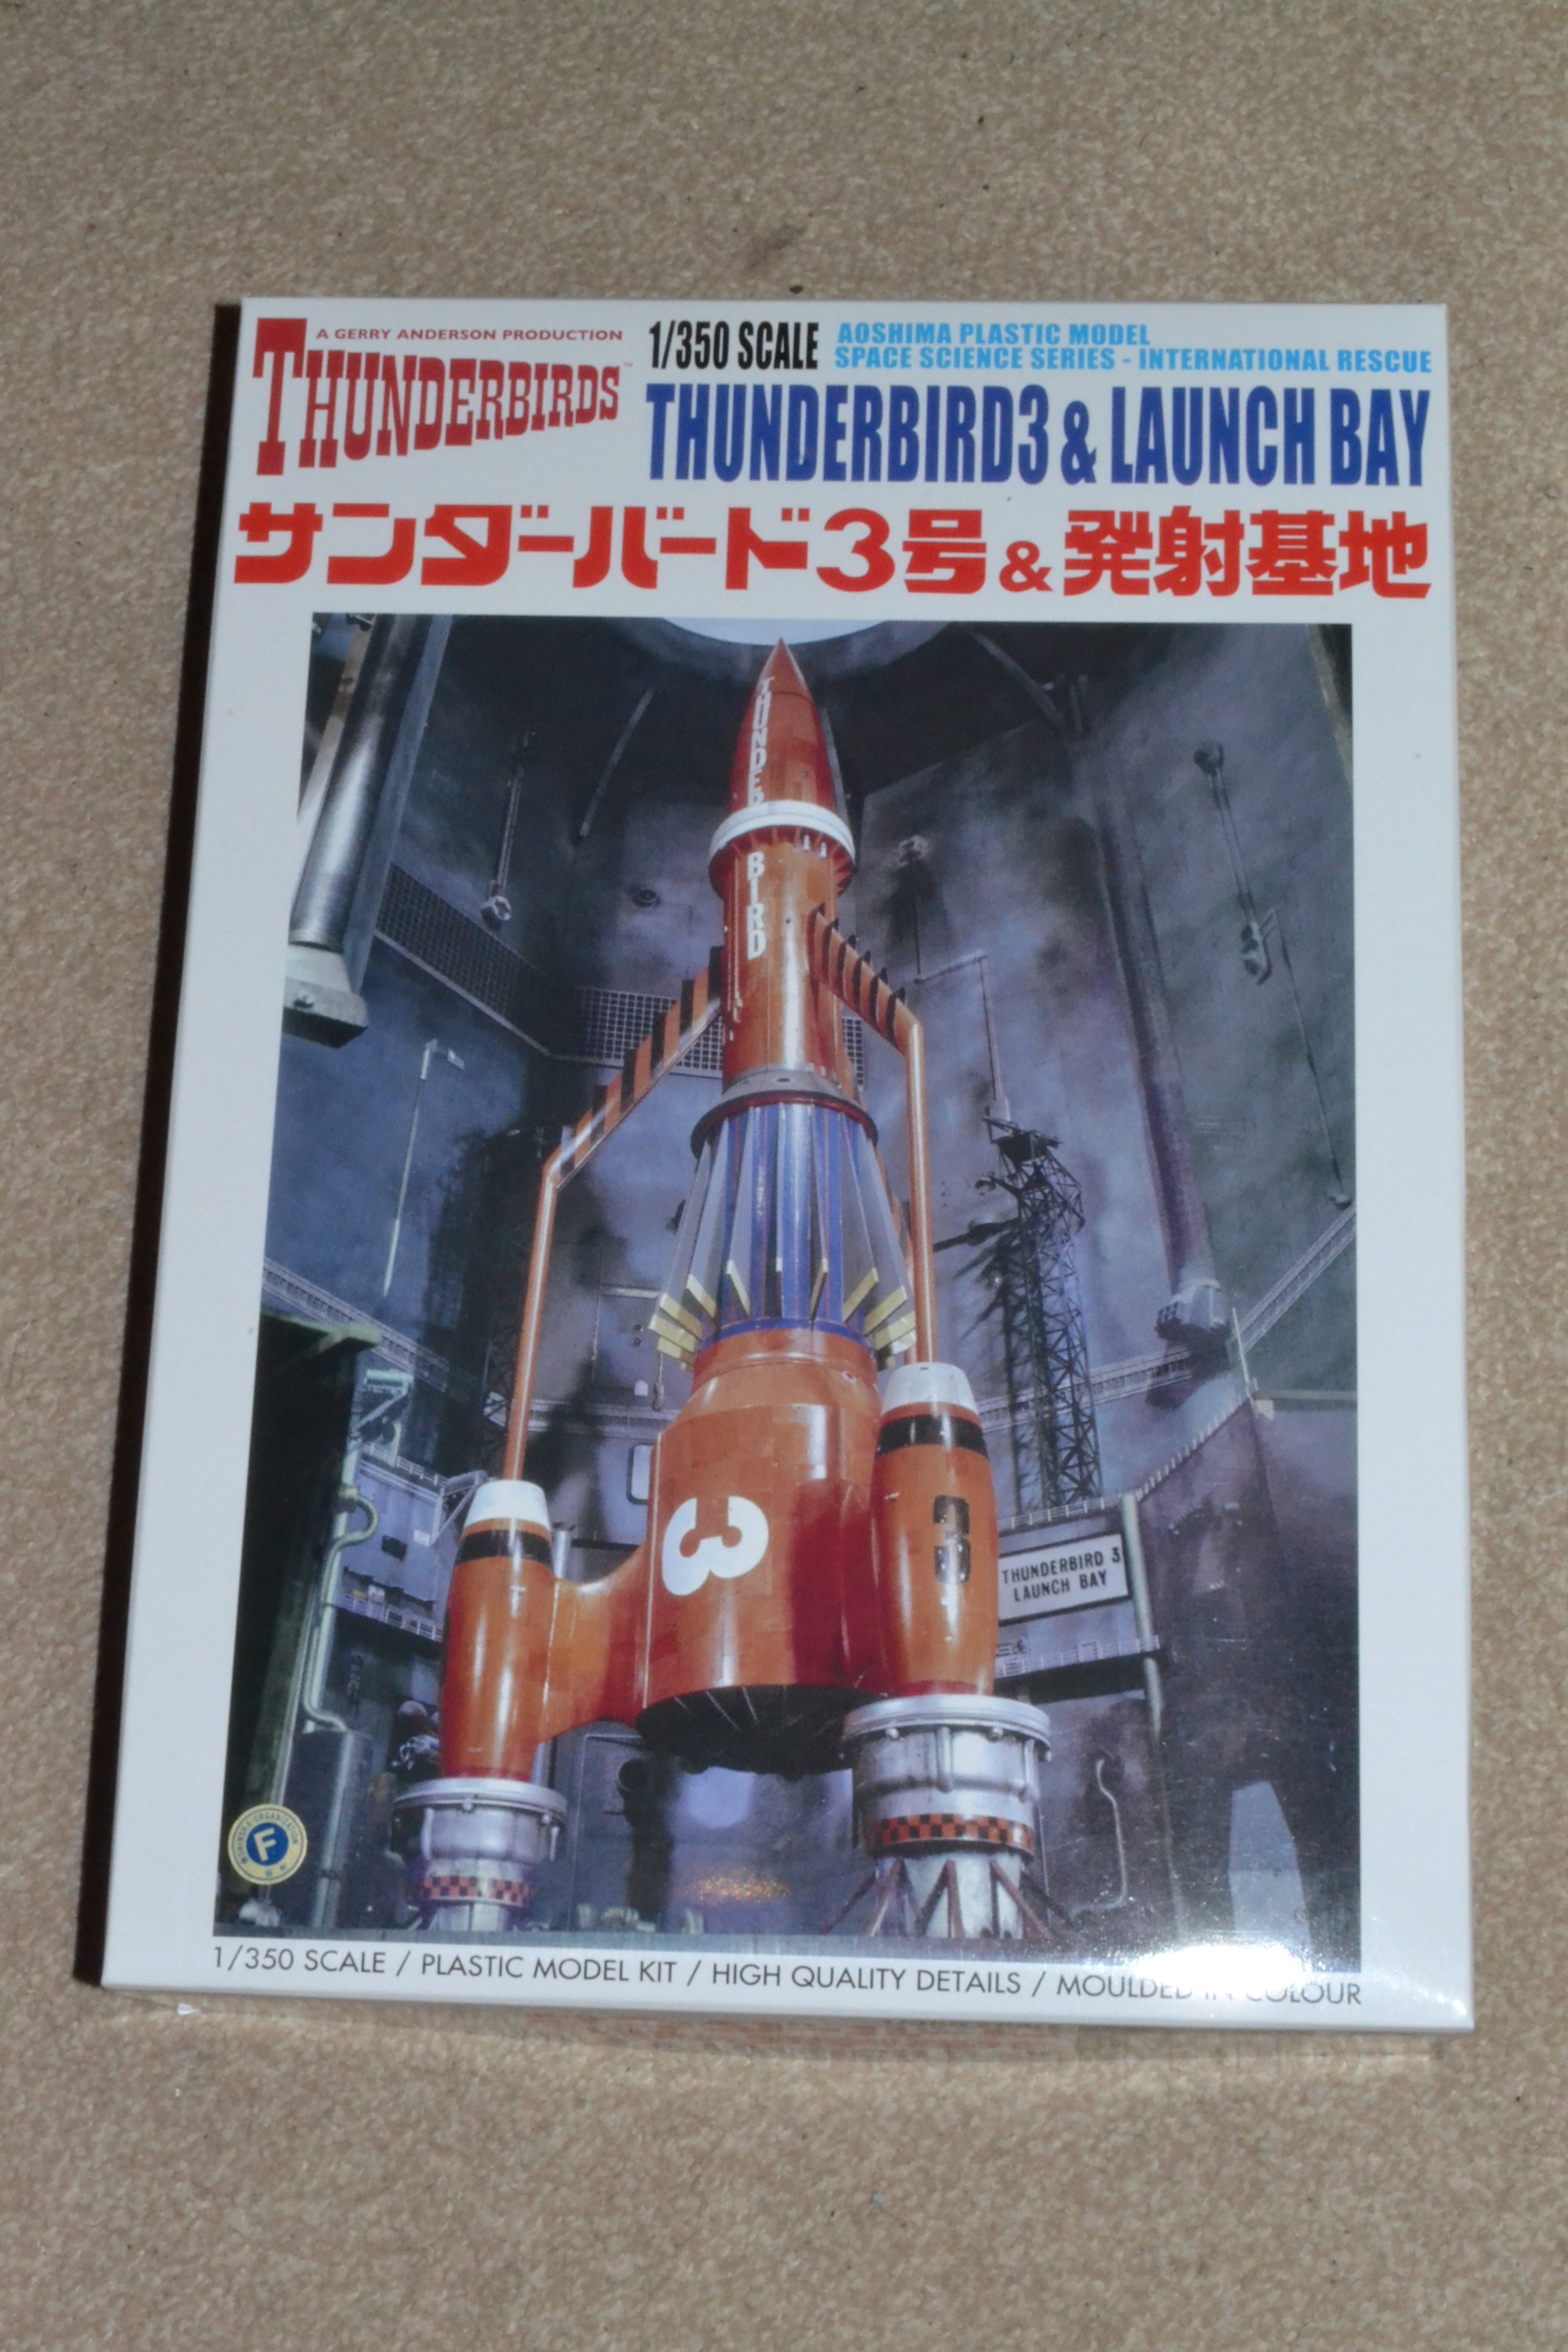 A GERRY ANDERSON PRODUCTION
THUNDERBIRDS™
1/350 SCALE
AOSHIMA PLASTIC MODEL
SPACE SCIENCE SERIES - INTERNATIONAL RESCUE
THUNDERBIRD3 & LAUNCH BAY
サンダーバード3号&発射基地
THUNDERBIRD
3
3
THUNDERBIRD 3
LAUNCH BAY
F
1/350 SCALE / PLASTIC MODEL KIT / HIGH QUALITY DETAILS / MOULDED IN COLOUR